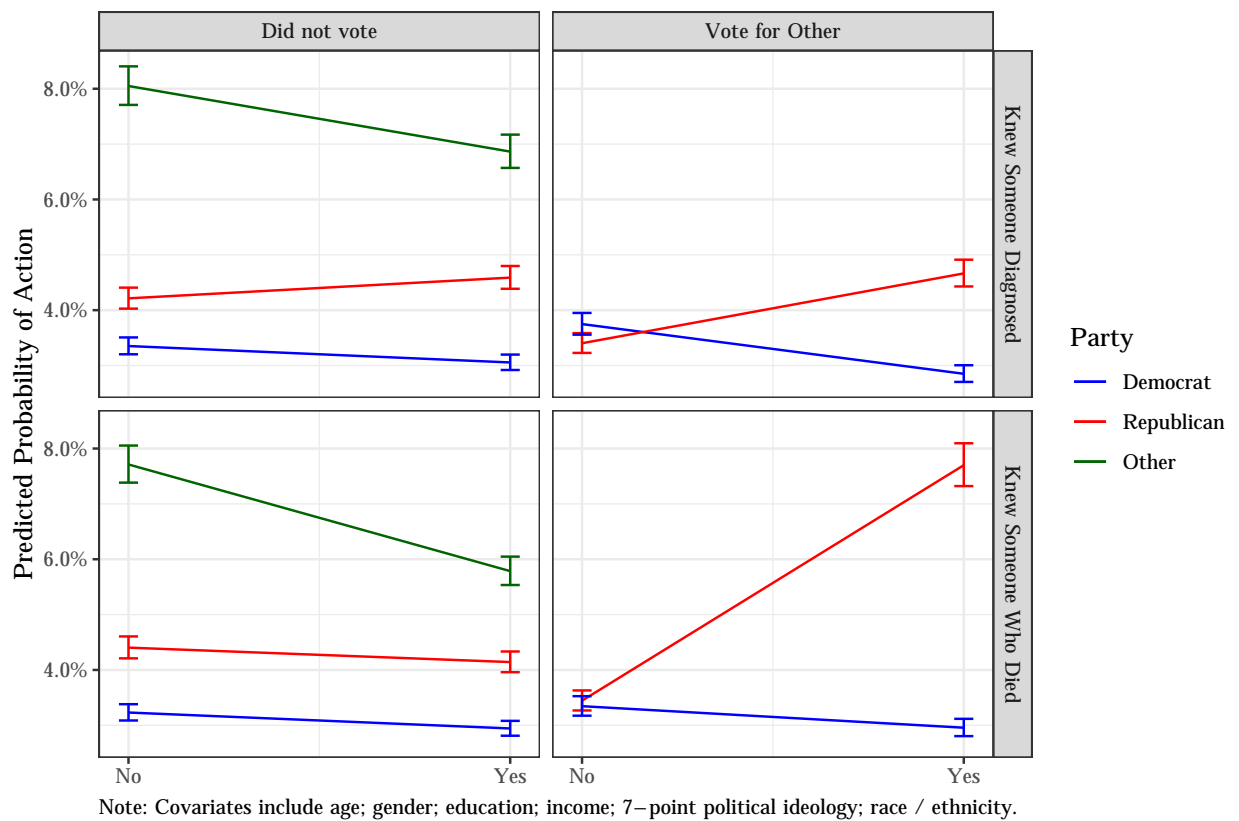 Did not vote
Vote for Other
8.0%
6.0%
4.0%
Knew Someone Diagnosed
8.0%
6.0%
4.0%
Knew Someone Who Died
Predicted Probability of Action
No
Yes
No
Yes
Party
Democrat
Republican
Other
Note: Covariates include age; gender; education; income; 7−point political ideology; race / ethnicity.